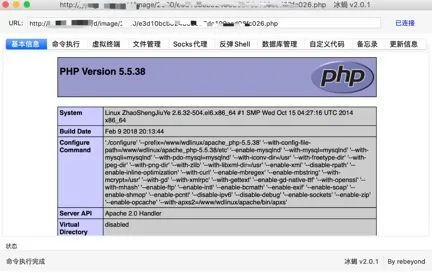 冰蝎 v2.0.1
URL: 已连接
基本信息 命令执行 虚拟终端 文件管理 Socks代理 反弹Shell 数据库管理 自定义代码 备忘录 更新信息
PHP Version 5.5.38
php
System Linux ZhaoShengJiuYe 2.6.32-504.el6.x86_64 #1 SMP Wed Oct 15 04:27:16 UTC 2014
x86_64
Build Date Feb 9 2018 20:13:44
Configure './configure' '--prefix=/www/wdlinux/apache_php-5.5.38' '--with-config-file-
Command path=/www/wdlinux/apache_php-5.5.38/etc' '--enable-mysqlnd' '--with-mysql=mysqlnd' '--
with-mysqli=mysqlnd' '--with-pdo-mysql=mysqlnd' '--with-iconv-dir=/usr' '--with-freetype-dir' '--with-
jpeg-dir' '--with-png-dir' '--with-zlib' '--with-libxml-dir=/usr' '--enable-xml' '--disable-rpath' '--
enable-inline-optimization' '--with-curl' '--enable-mbregex' '--enable-mbstring' '--with-
mcrypt=/usr' '--with-gd' '--with-xmlrpc' '--with-gettext' '--enable-gd-native-ttf' '--with-openssl' '--
with-mhash' '--enable-ftp' '--enable-intl' '--enable-bcmath' '--enable-exif' '--enable-soap' '--
enable-shmop' '--enable-pcntl' '--disable-ipv6' '--disable-debug' '--enable-sockets' '--enable-zip'
'--enable-opcache' '--with-apxs2=/www/wdlinux/apache/bin/apxs'
Server API Apache 2.0 Handler
Virtual disabled
Directory
状态
命令执行完成 冰蝎 v2.0.1 By rebeyond